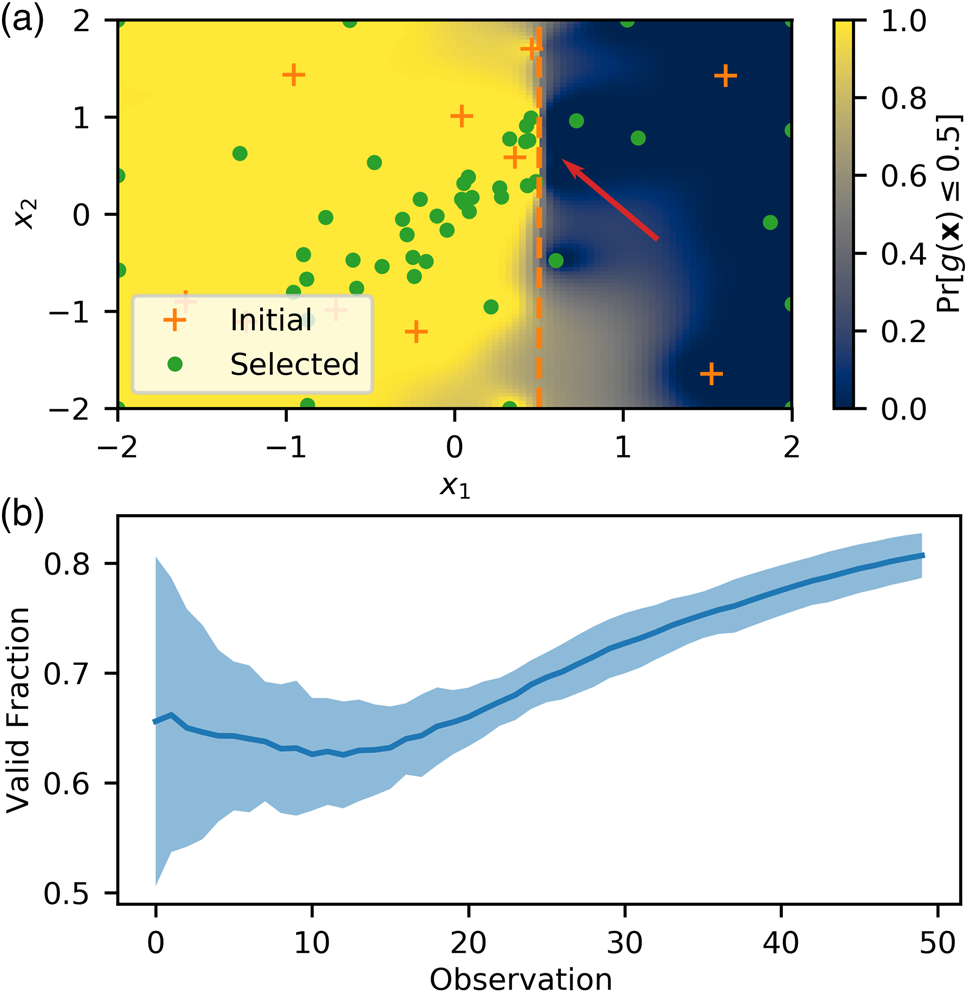 (a)
2
1
0
−1
−2
x₂
−2
−1
0
1
2
x₁
Initial
Selected
1.0
0.8
0.6
0.4
0.2
0.0
Pr[g(𝐱) ≤ 0.5]
(b)
0.8
0.7
0.6
0.5
Valid Fraction
0
10
20
30
40
50
Observation